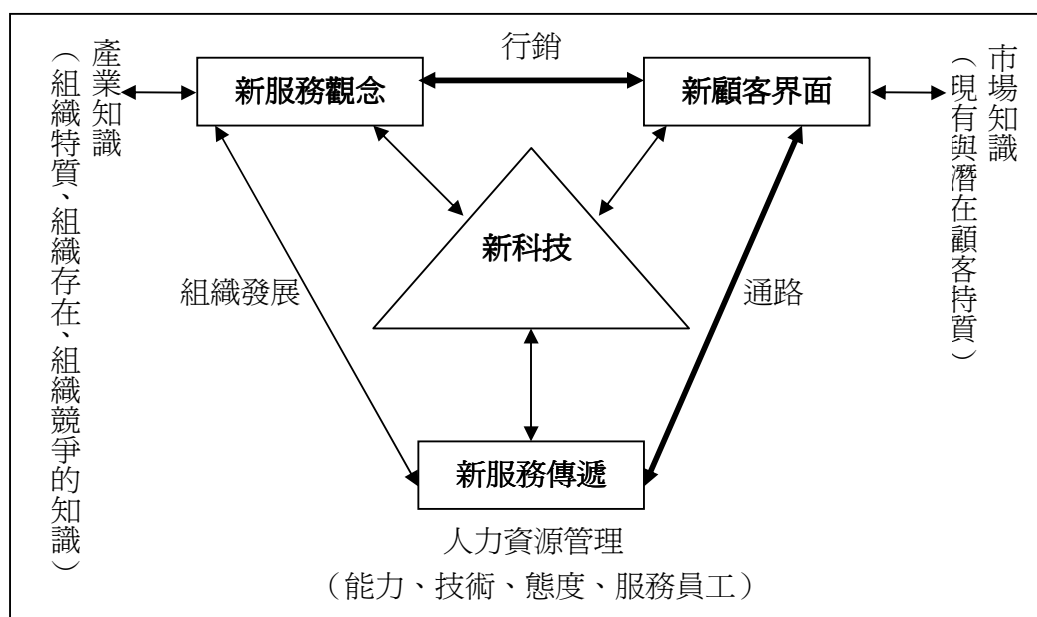 行銷
產業知識
（組織特質、組織存在、組織競爭的知識）
新服務觀念
新顧客界面
市場知識
（現有與潛在顧客特質）
新科技
組織發展
通路
新服務傳遞
人力資源管理
（能力、技術、態度、服務員工）